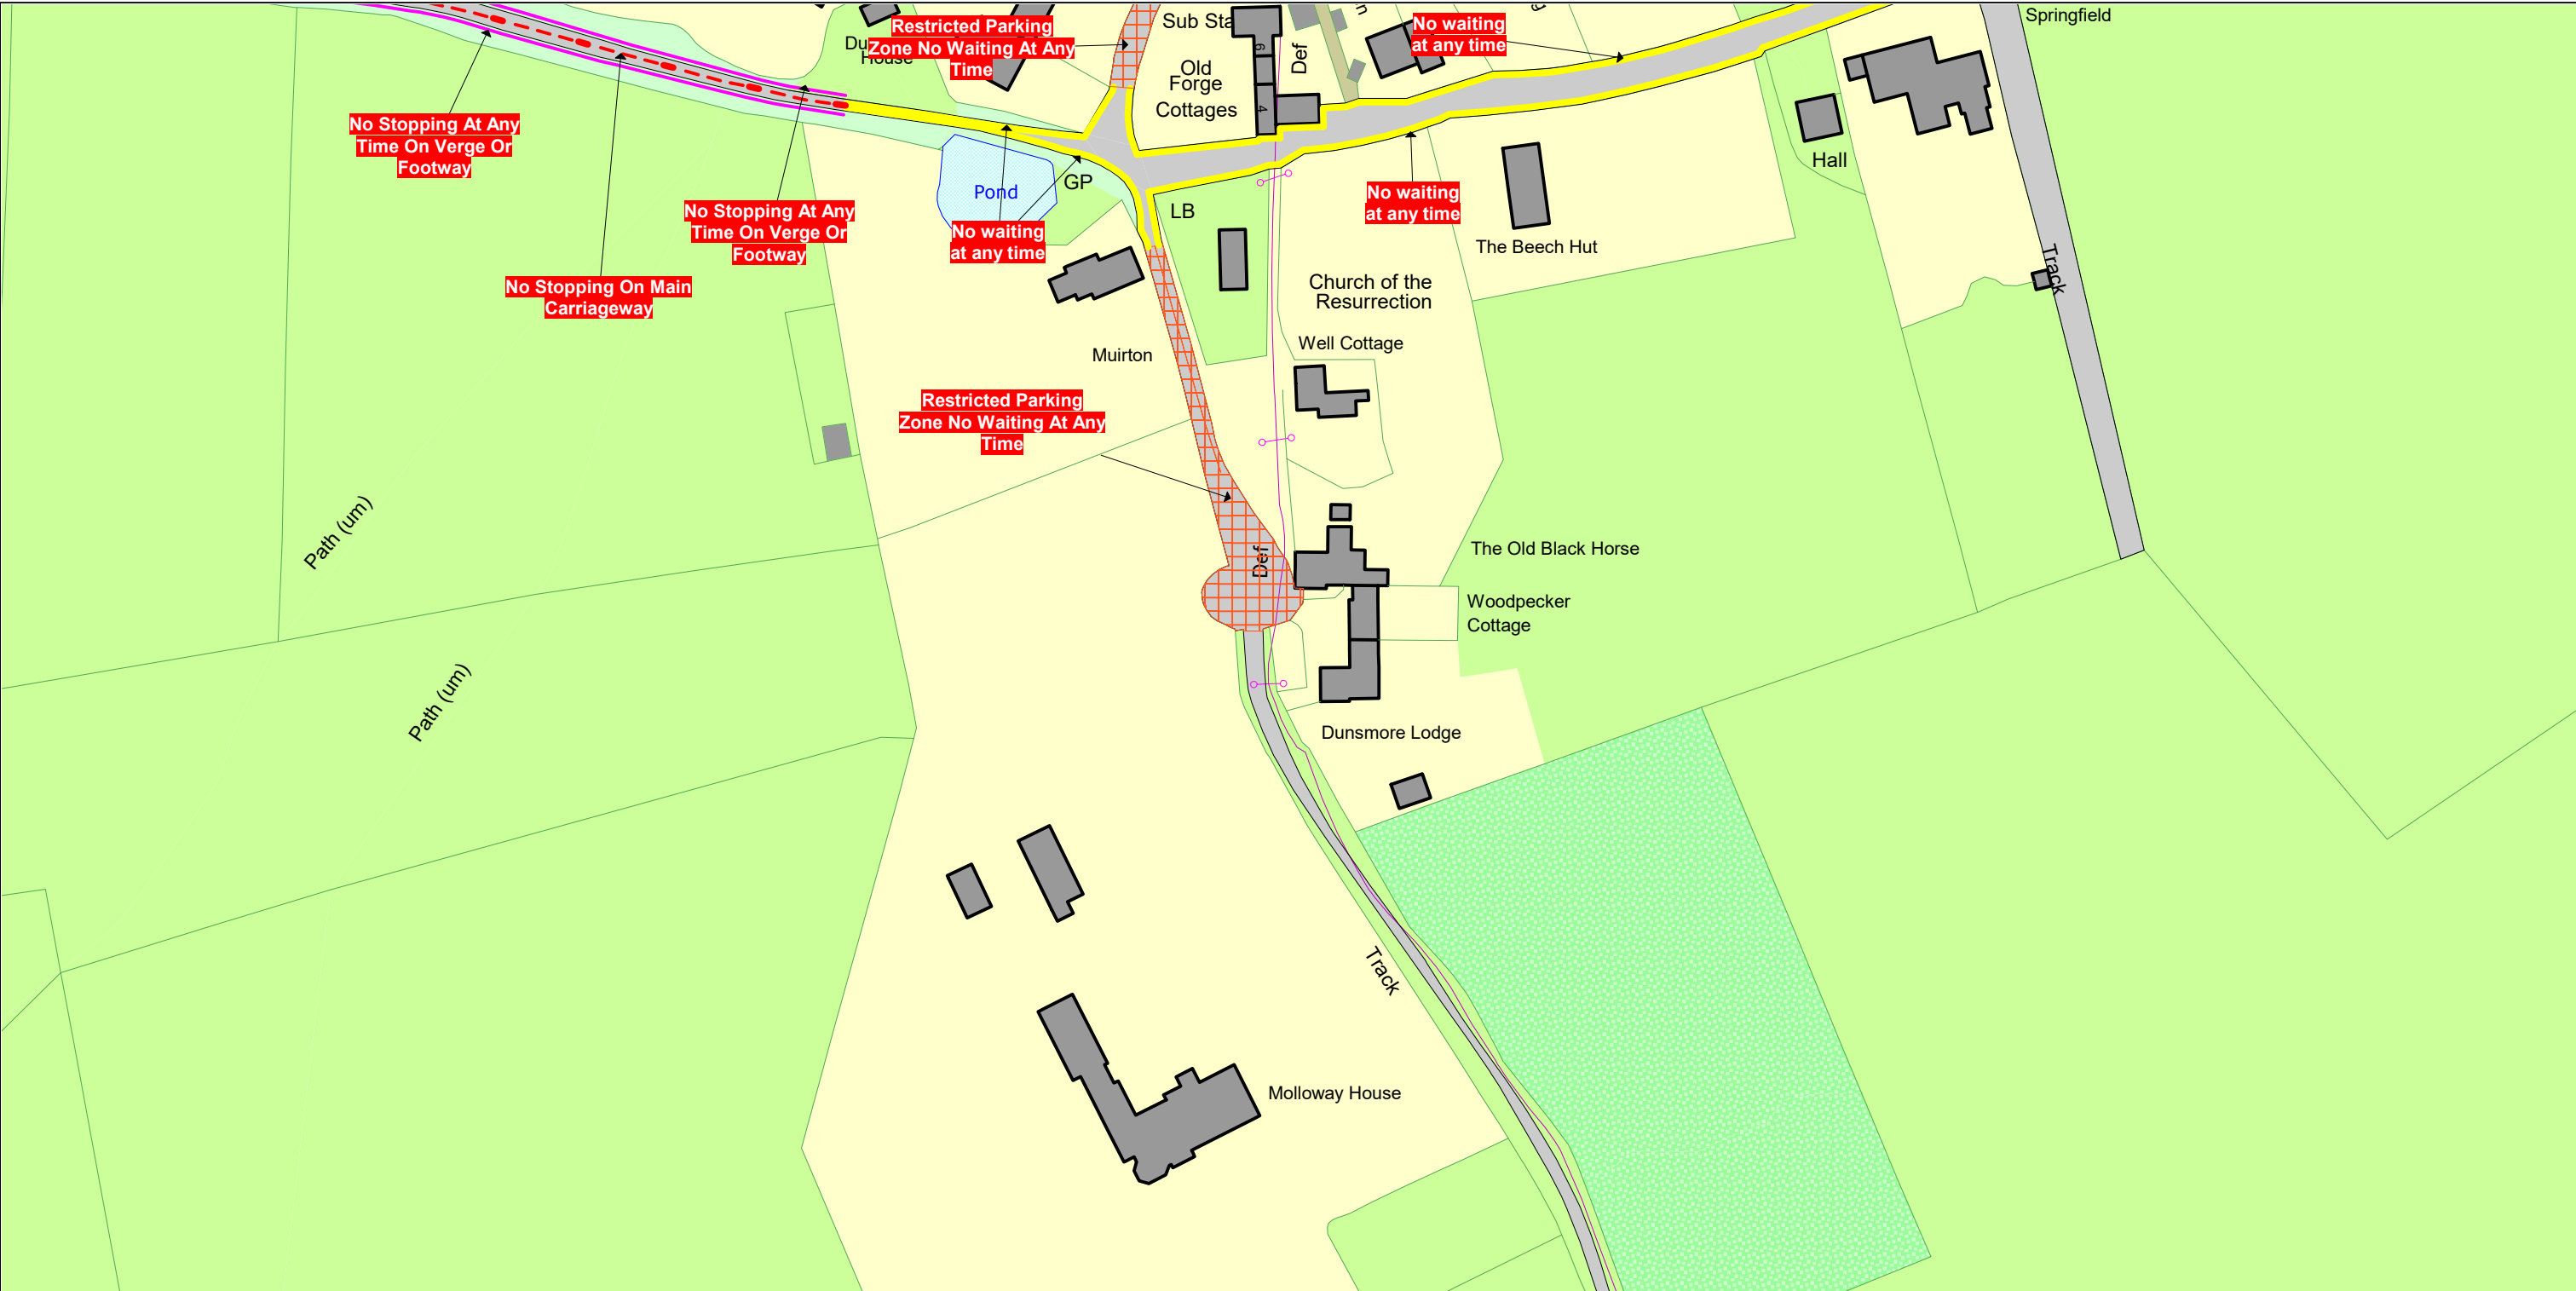 Restricted Parking
Zone No Waiting At Any
Time
Sub Sta
No waiting
at any time
Springfield
House
Def
6
4
Old
Forge
Cottages
No Stopping At Any
Time On Verge Or
Footway
Hall
Pond
GP
LB
No waiting
at any time
No Stopping At Any
Time On Verge Or
Footway
No waiting
at any time
The Beech Hut
Track
No Stopping On Main
Carriageway
Church of the
Resurrection
Well Cottage
Muirton
Restricted Parking
Zone No Waiting At Any
Time
Path (um)
Def
The Old Black Horse
Woodpecker
Cottage
Path (um)
Dunsmore Lodge
Track
Molloway House